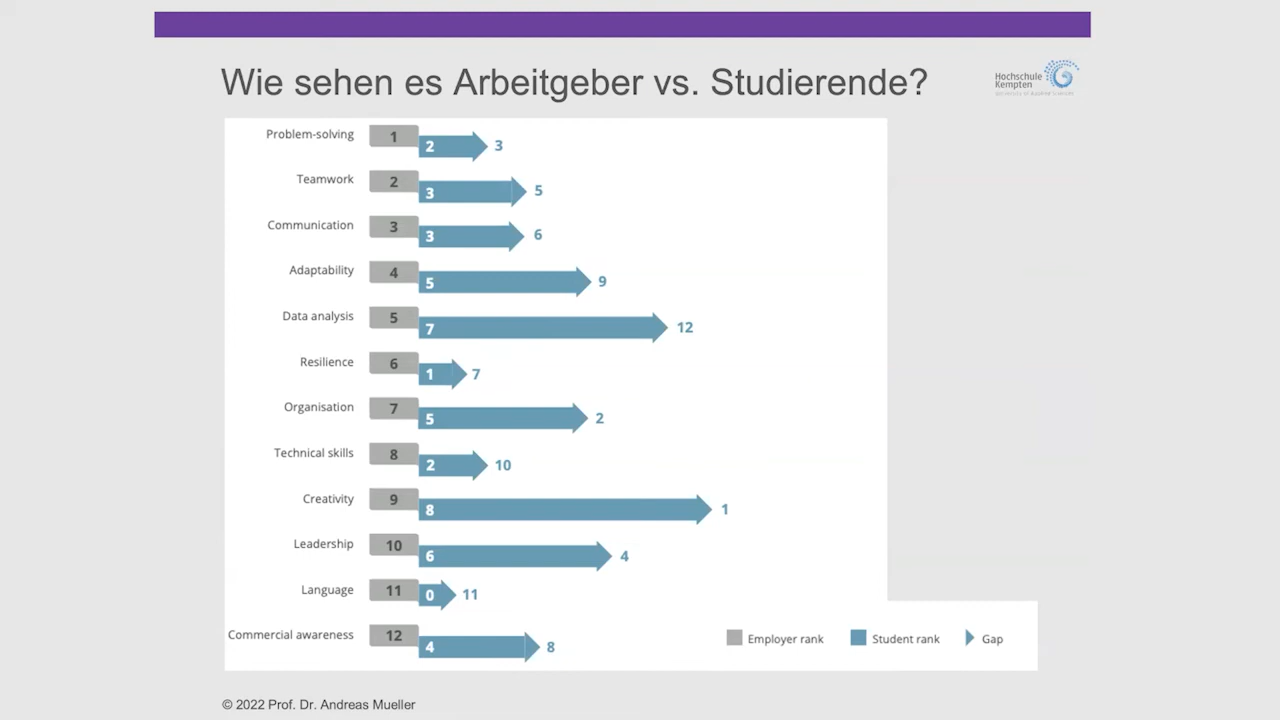 Wie sehen es Arbeitgeber vs. Studierende?
Hochschule
Kempten
Problem-solving 1 2 3
Teamwork 2 3 5
Communication 3 3 6
Adaptability 4 5 9
Data analysis 5 7 12
Resilience 6 1 7
Organisation 7 5 2
Technical skills 8 2 10
Creativity 9 8 1
Leadership 10 6 4
Language 11 0 11
Commercial awareness 12 4 8
Employer rank Student rank Gap
© 2022 Prof. Dr. Andreas Mueller